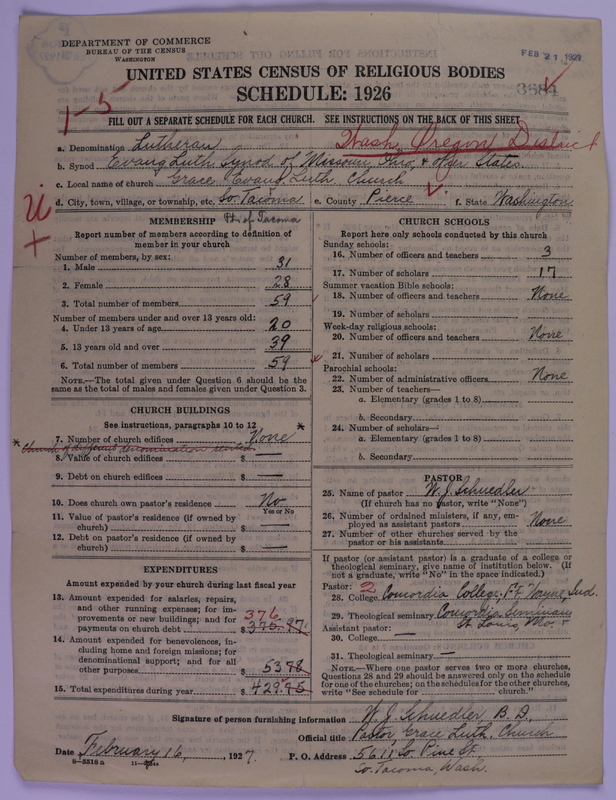 DEPARTMENT OF COMMERCE
BUREAU OF THE CENSUS
WASHINGTON
FEB 21 1927
UNITED STATES CENSUS OF RELIGIOUS BODIES
SCHEDULE: 1926
1-5
FILL OUT A SEPARATE SCHEDULE FOR EACH CHURCH. SEE INSTRUCTIONS ON THE BACK OF THIS SHEET
Wash. Oregon District
a. Denomination Lutheran
b. Synod Evang. Luth. Synod of Missouri, Ohio, & Other States.
c. Local name of church Grace Evang. Luth. Church
d. City, town, village, or township, etc. So. Tacoma e. County Pierce f. State Washington
Pt. of Tacoma
MEMBERSHIP
Report number of members according to definition of member in your church
Number of members, by sex:
1. Male 31
2. Female 28
3. Total number of members 59
Number of members under and over 13 years old:
4. Under 13 years of age 20
5. 13 years old and over 39
6. Total number of members 59
NOTE.—The total given under Question 6 should be the
same as the total of males and females given under Question 3.
CHURCH BUILDINGS
See instructions, paragraphs 10 to 12 *
7. Number of church edifices None
* Church of different denomination rented.
8. Value of church edifices $ —
9. Debt on church edifices $ —
10. Does church own pastor's residence No
Yes or No
11. Value of pastor's residence (if owned by
church) $ —
12. Debt on pastor's residence (if owned by
church) $ —
EXPENDITURES
Amount expended by your church during last fiscal year
13. Amount expended for salaries, repairs,
and other running expenses; for im-
provements or new buildings; and for 376
payments on church debt $ 375.97
14. Amount expended for benevolences, in-
cluding home and foreign missions; for
denominational support; and for all
other purposes $ 53.98
15. Total expenditures during year $ 429.95
CHURCH SCHOOLS
Report here only schools conducted by this church
Sunday schools:
16. Number of officers and teachers 3
17. Number of scholars 17
Summer vacation Bible schools:
18. Number of officers and teachers None
19. Number of scholars
Week-day religious schools:
20. Number of officers and teachers None
21. Number of scholars
Parochial schools:
22. Number of administrative officers None
23. Number of teachers—
a. Elementary (grades 1 to 8)
b. Secondary
24. Number of scholars—
a. Elementary (grades 1 to 8)
b. Secondary
PASTOR
25. Name of pastor W. J. Schuedler
(If church has no pastor, write "None")
26. Number of ordained ministers, if any, em-
ployed as assistant pastors None
27. Number of other churches served by the
pastor or his assistants
If pastor (or assistant pastor) is a graduate of a college or
theological seminary, give name of institution below. (If
not a graduate, write "No" in the space indicated.)
Pastor: 2
28. College Concordia College, Ft. Wayne, Ind.
29. Theological seminary Concordia Seminary
St. Louis, Mo.
Assistant pastor:
30. College —
31. Theological seminary —
NOTE.—Where one pastor serves two or more churches,
Questions 28 and 29 should be answered only on the schedule
for one of the churches; on the schedules for the other churches,
write "See schedule for church."
Signature of person furnishing information W. J. Schuedler, B. D.,
Official title Pastor Grace Luth. Church
Date February 16, 1927. P. O. Address 5611 So. Pine St.
So. Tacoma, Wash.
8—5518 a